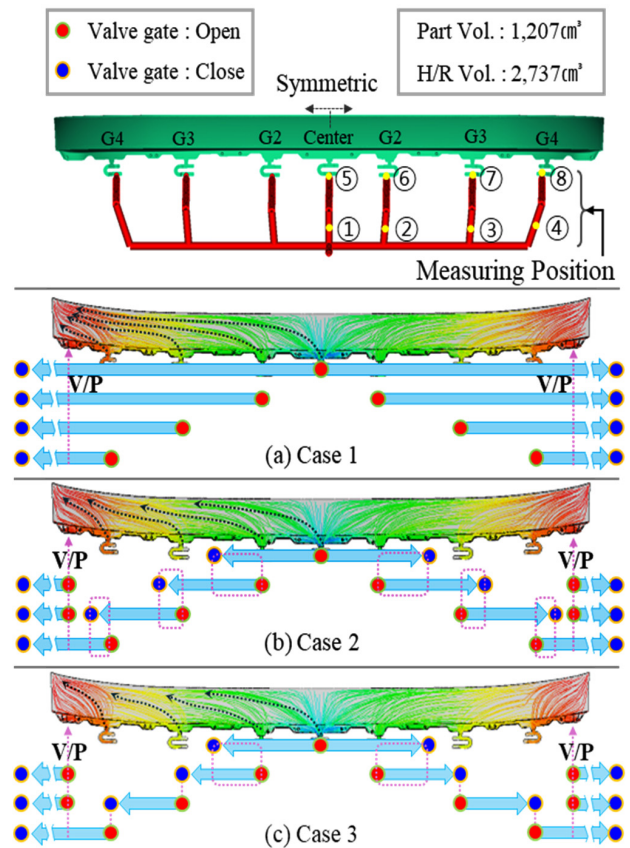 Valve gate : Open
Valve gate : Close
Part Vol. : 1,207㎤
H/R Vol. : 2,737㎤
Symmetric
G4 G3 G2 Center G2 G3 G4
⑤ ⑥ ⑦ ⑧
① ② ③ ④
Measuring Position
V/P V/P
(a) Case 1
V/P V/P
(b) Case 2
V/P V/P
(c) Case 3